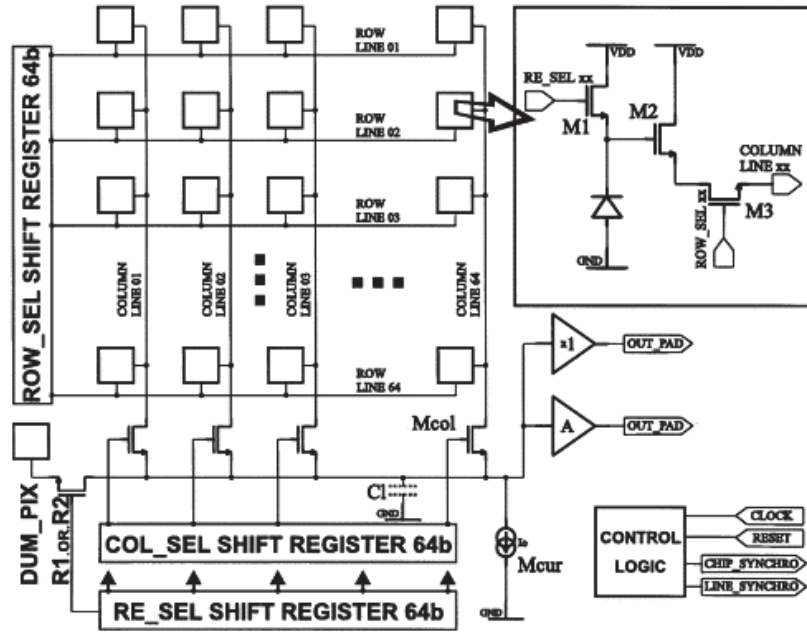 ROW_SEL SHIFT REGISTER 64b
ROW
LINE 01
ROW
LINE 02
ROW
LINE 03
ROW
LINE 64
COLUMN
LINE 01
COLUMN
LINE 02
COLUMN
LINE 03
COLUMN
LINE 64
VDD
VDD
RE_SEL xx
M1
M2
COLUMN
LINE xx
M3
ROW_SEL xx
GND
x1
OUT_PAD
A
OUT_PAD
Mcol
Cl
GND
Io
Mcur
GND
DUM_PIX
R1.OR.R2
COL_SEL SHIFT REGISTER 64b
RE_SEL SHIFT REGISTER 64b
CONTROL
LOGIC
CLOCK
RESET
CHIP_SYNCHRO
LINE_SYNCHRO